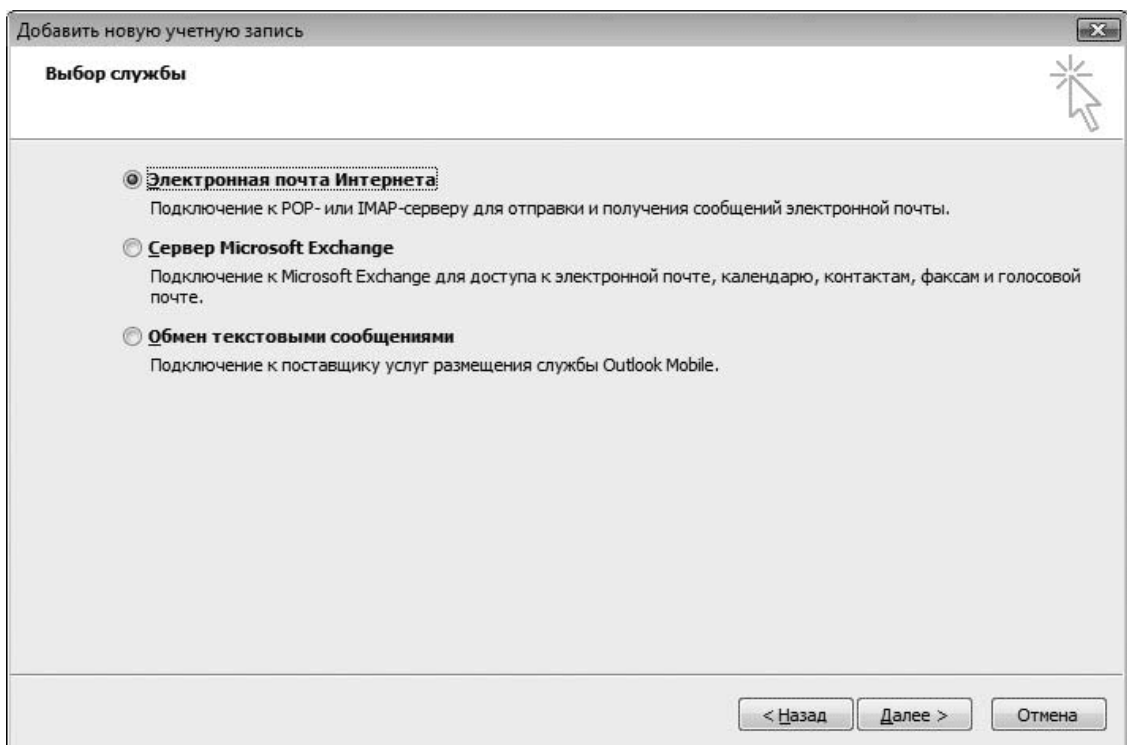 Добавить новую учетную запись
Выбор службы
Электронная почта Интернета
Подключение к POP- или IMAP-серверу для отправки и получения сообщений электронной почты.
Сервер Microsoft Exchange
Подключение к Microsoft Exchange для доступа к электронной почте, календарю, контактам, факсам и голосовой
почте.
Обмен текстовыми сообщениями
Подключение к поставщику услуг размещения службы Outlook Mobile.
< Назад Далее > Отмена